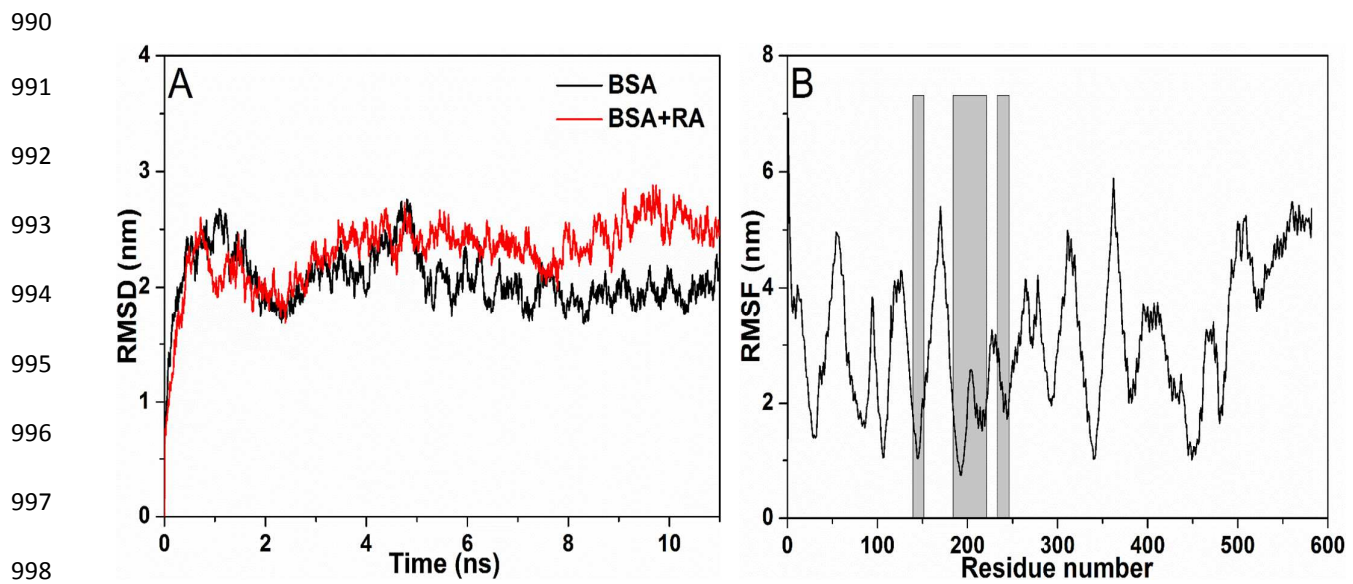 990
991
992
993
994
995
996
997
998
A
BSA
BSA+RA
4
3
2
1
0
RMSD (nm)
0 2 4 6 8 10
Time (ns)
B
8
6
4
2
0
RMSF (nm)
0 100 200 300 400 500 600
Residue number